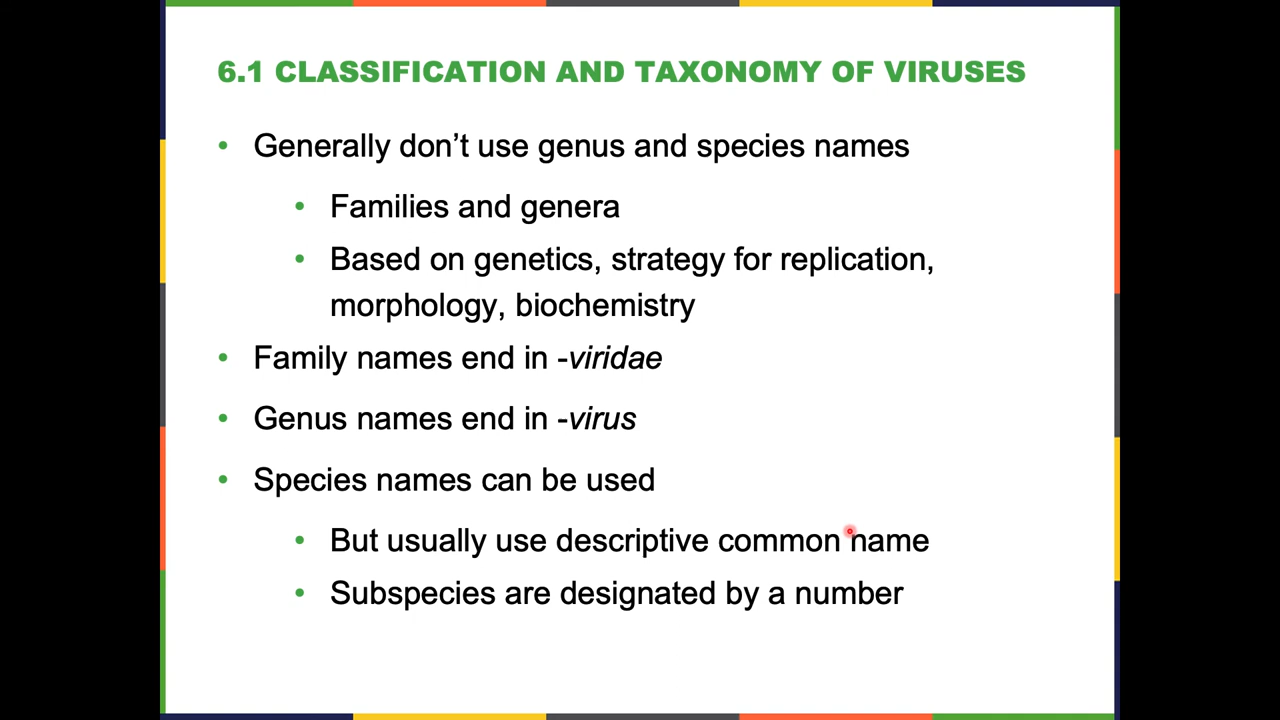 6.1 CLASSIFICATION AND TAXONOMY OF VIRUSES
• Generally don’t use genus and species names
• Families and genera
• Based on genetics, strategy for replication,
morphology, biochemistry
• Family names end in -viridae
• Genus names end in -virus
• Species names can be used
• But usually use descriptive common name
• Subspecies are designated by a number